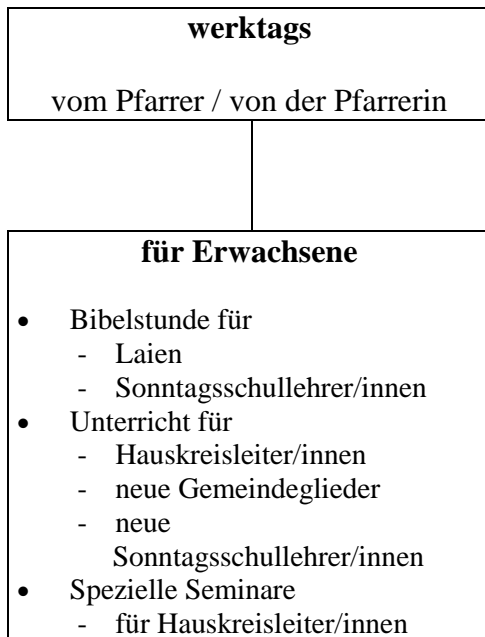 werktags
vom Pfarrer / von der Pfarrerin
für Erwachsene
• Bibelstunde für
- Laien
- Sonntagsschullehrer/innen
• Unterricht für
- Hauskreisleiter/innen
- neue Gemeindeglieder
- neue
Sonntagsschullehrer/innen
• Spezielle Seminare
- für Hauskreisleiter/innen